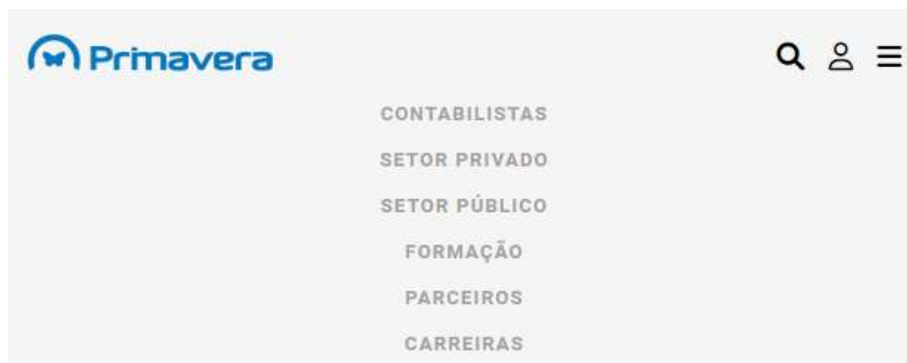 Primavera
CONTABILISTAS
SETOR PRIVADO
SETOR PÚBLICO
FORMAÇÃO
PARCEIROS
CARREIRAS